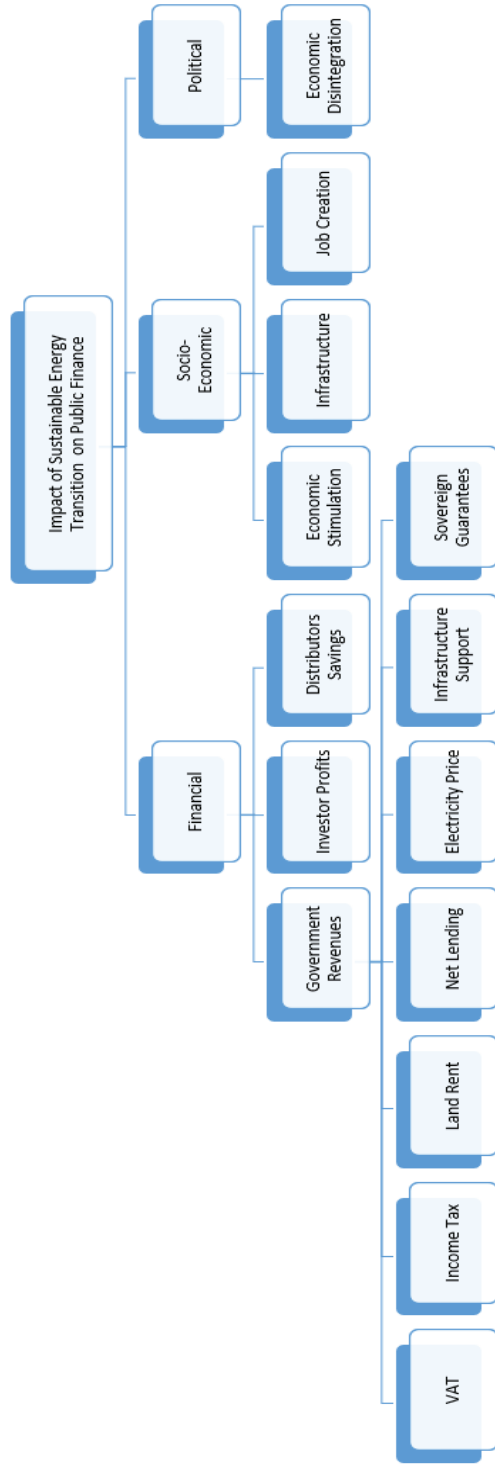 Impact of Sustainable Energy
Transition on Public Finance
Financial
Socio-
Economic
Political
Government
Revenues
Investor Profits
Distributors
Savings
Economic
Stimulation
Infrastructure
Job Creation
Economic
Disintegration
VAT
Income Tax
Land Rent
Net Lending
Electricity Price
Infrastructure
Support
Sovereign
Guarantees